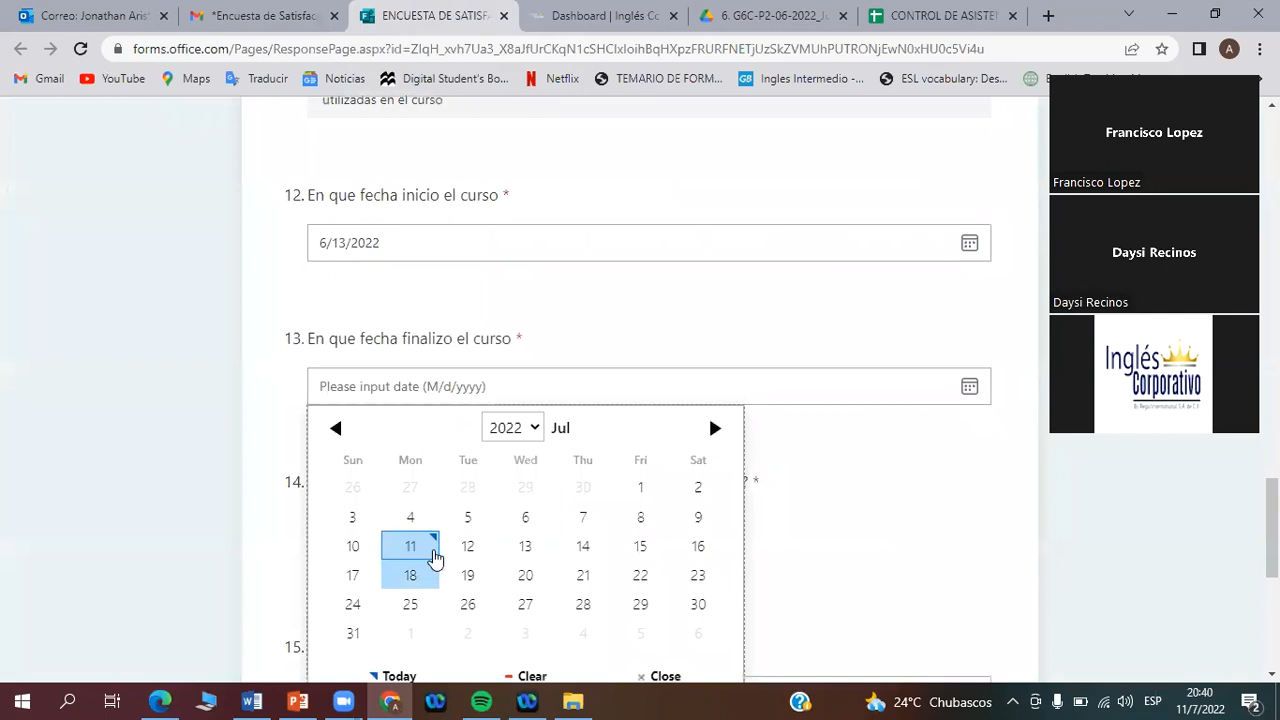 Correo: Jonathan Arist
*Encuesta de Satisfac
ENCUESTA DE SATISFA
Dashboard | Inglés Co
6. G6C-P2-06-2022_Ju
CONTROL DE ASISTEN
forms.office.com/Pages/ResponsePage.aspx?id=ZIqH_xvh7Ua3_X8aJfUrCKqN1cSHClxIoihBqHXpzFRURFNETjUzSkZVMUhPUTRONjEwN0xHU0c5Vi4u
A
Gmail
YouTube
Maps
Traducir
Noticias
Digital Student's Bo...
Netflix
TEMARIO DE FORM...
Ingles Intermedio -...
ESL vocabulary: Des...
utilizadas en el curso
12. En que fecha inicio el curso *
6/13/2022
13. En que fecha finalizo el curso *
Please input date (M/d/yyyy)
2022 Jul
Sun Mon Tue Wed Thu Fri Sat
26 27 28 29 30 1 2
3 4 5 6 7 8 9
10 11 12 13 14 15 16
17 18 19 20 21 22 23
24 25 26 27 28 29 30
31 1 2 3 4 5 6
Today Clear Close
14. ? *
15.
Francisco Lopez
Francisco Lopez
Daysi Recinos
Daysi Recinos
Inglés
Corporativo
24°C Chubascos
ESP
20:40
11/7/2022
2